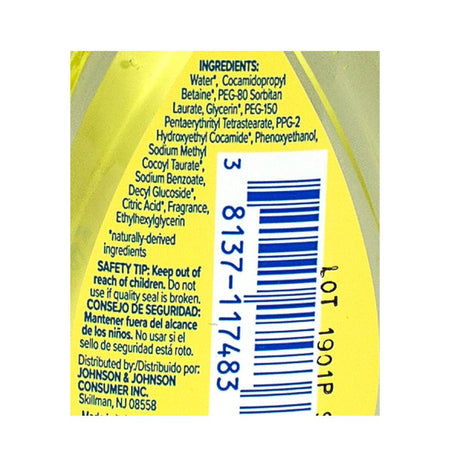 INGREDIENTS:
Water*, Cocamidopropyl
Betaine*, PEG-80 Sorbitan
Laurate, Glycerin*, PEG-150
Pentaerythrityl Tetrastearate, PPG-2
Hydroxyethyl Cocamide*, Phenoxyethanol,
Sodium Methyl
Cocoyl Taurate*,
Sodium Benzoate,
Decyl Glucoside*,
Citric Acid*, Fragrance,
Ethylhexylglycerin
*naturally-derived
ingredients
SAFETY TIP: Keep out of
reach of children. Do not
use if quality seal is broken.
CONSEJO DE SEGURIDAD:
Mantener fuera del alcance
de los niños. No usar si el
sello de seguridad está roto.
Distributed by:/Distribuido por:
JOHNSON & JOHNSON
CONSUMER INC.
Skillman, NJ 08558
3
8137-117483
LOT 1901P